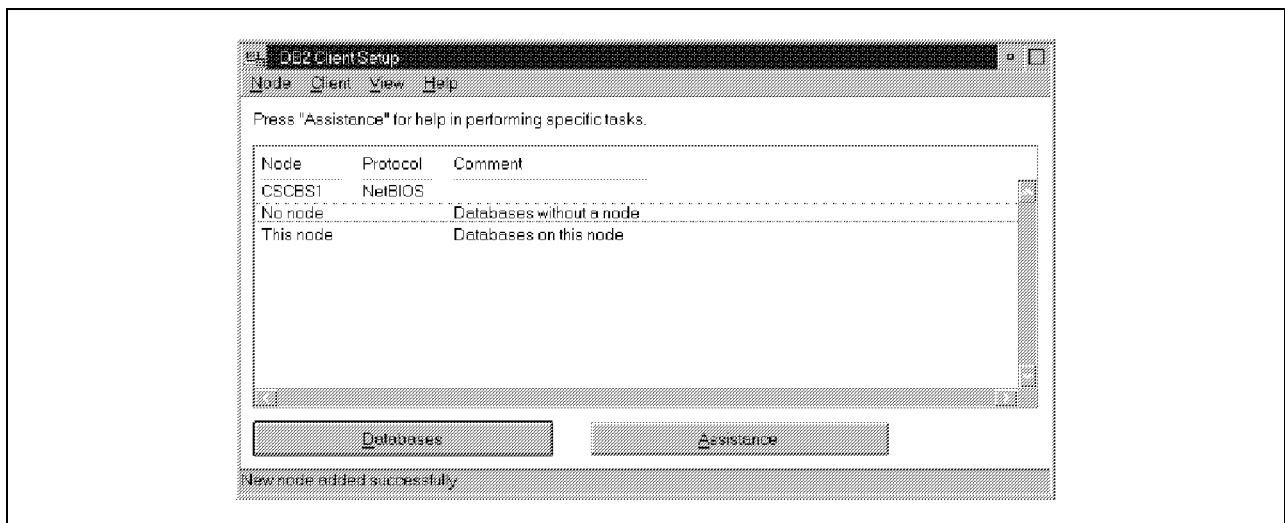 DB2 Client Setup
Node Client View Help
Press "Assistance" for help in performing specific tasks.
Node Protocol Comment
CSCBS1 NetBIOS
No node Databases without a node
This node Databases on this node
Databases Assistance
New node added successfully